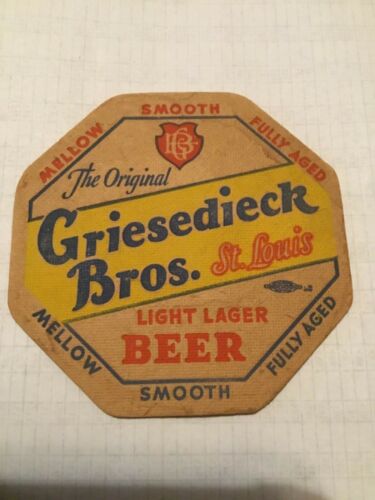 MELLOW SMOOTH FULLY AGED
GB
The Original
Griesedieck
Bros. St. Louis
LIGHT LAGER
BEER
MELLOW SMOOTH FULLY AGED